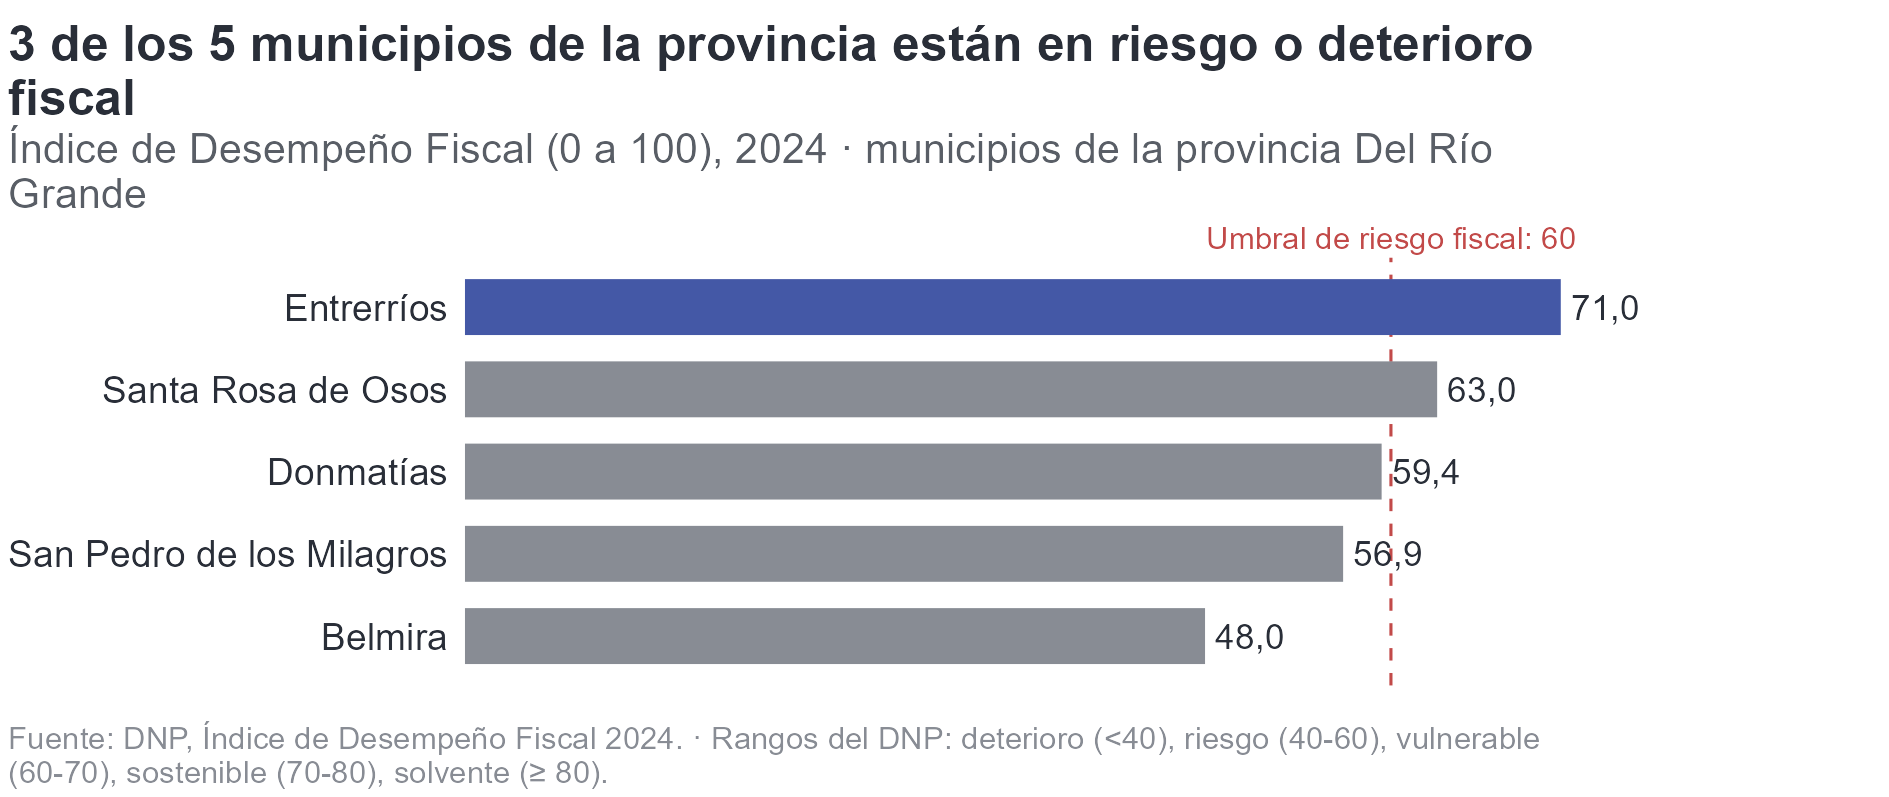 3 de los 5 municipios de la provincia están en riesgo o deterioro
fiscal
Índice de Desempeño Fiscal (0 a 100), 2024 · municipios de la provincia Del Río
Grande
Umbral de riesgo fiscal: 60
Entrerríos 71,0
Santa Rosa de Osos 63,0
Donmatías 59,4
San Pedro de los Milagros 56,9
Belmira 48,0
Fuente: DNP, Índice de Desempeño Fiscal 2024. · Rangos del DNP: deterioro (<40), riesgo (40-60), vulnerable
(60-70), sostenible (70-80), solvente (≥ 80).